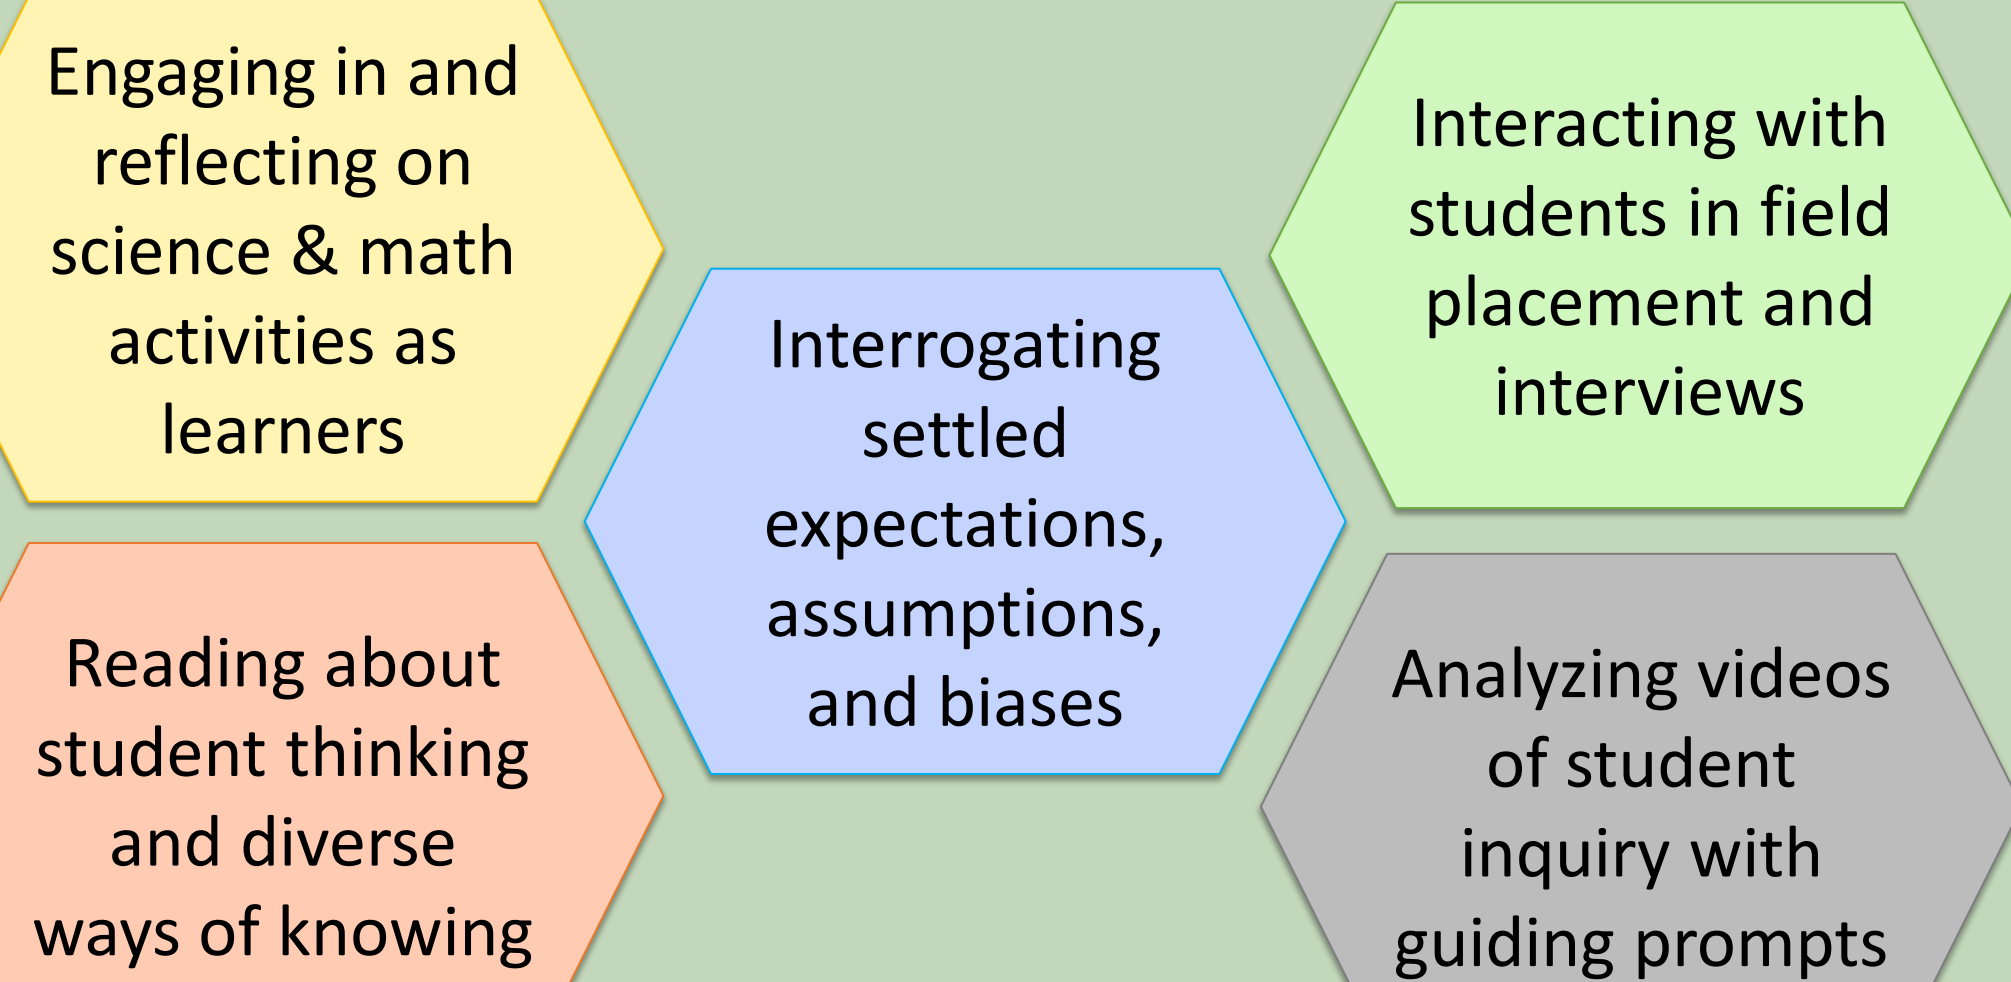 Engaging in and
reflecting on
science & math
activities as
learners
Interacting with
students in field
placement and
interviews
Interrogating
settled
expectations,
assumptions,
and biases
Reading about
student thinking
and diverse
ways of knowing
Analyzing videos
of student
inquiry with
guiding prompts